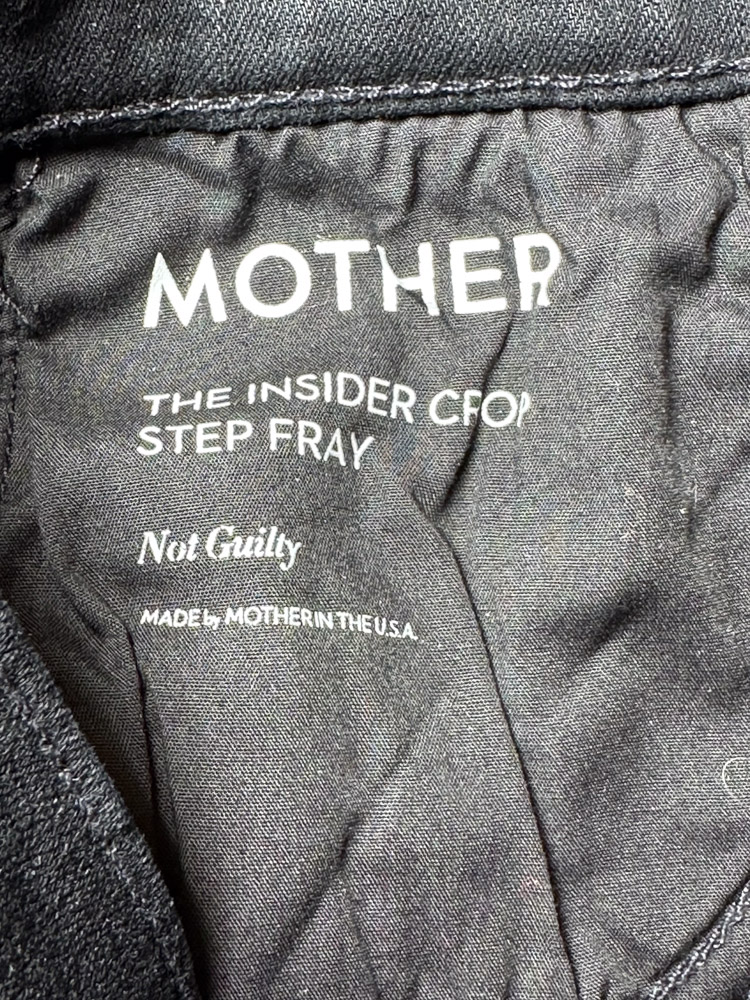 MOTHER
THE INSIDER CROP
STEP FRAY
Not Guilty
MADE by MOTHER IN THE U.S.A.